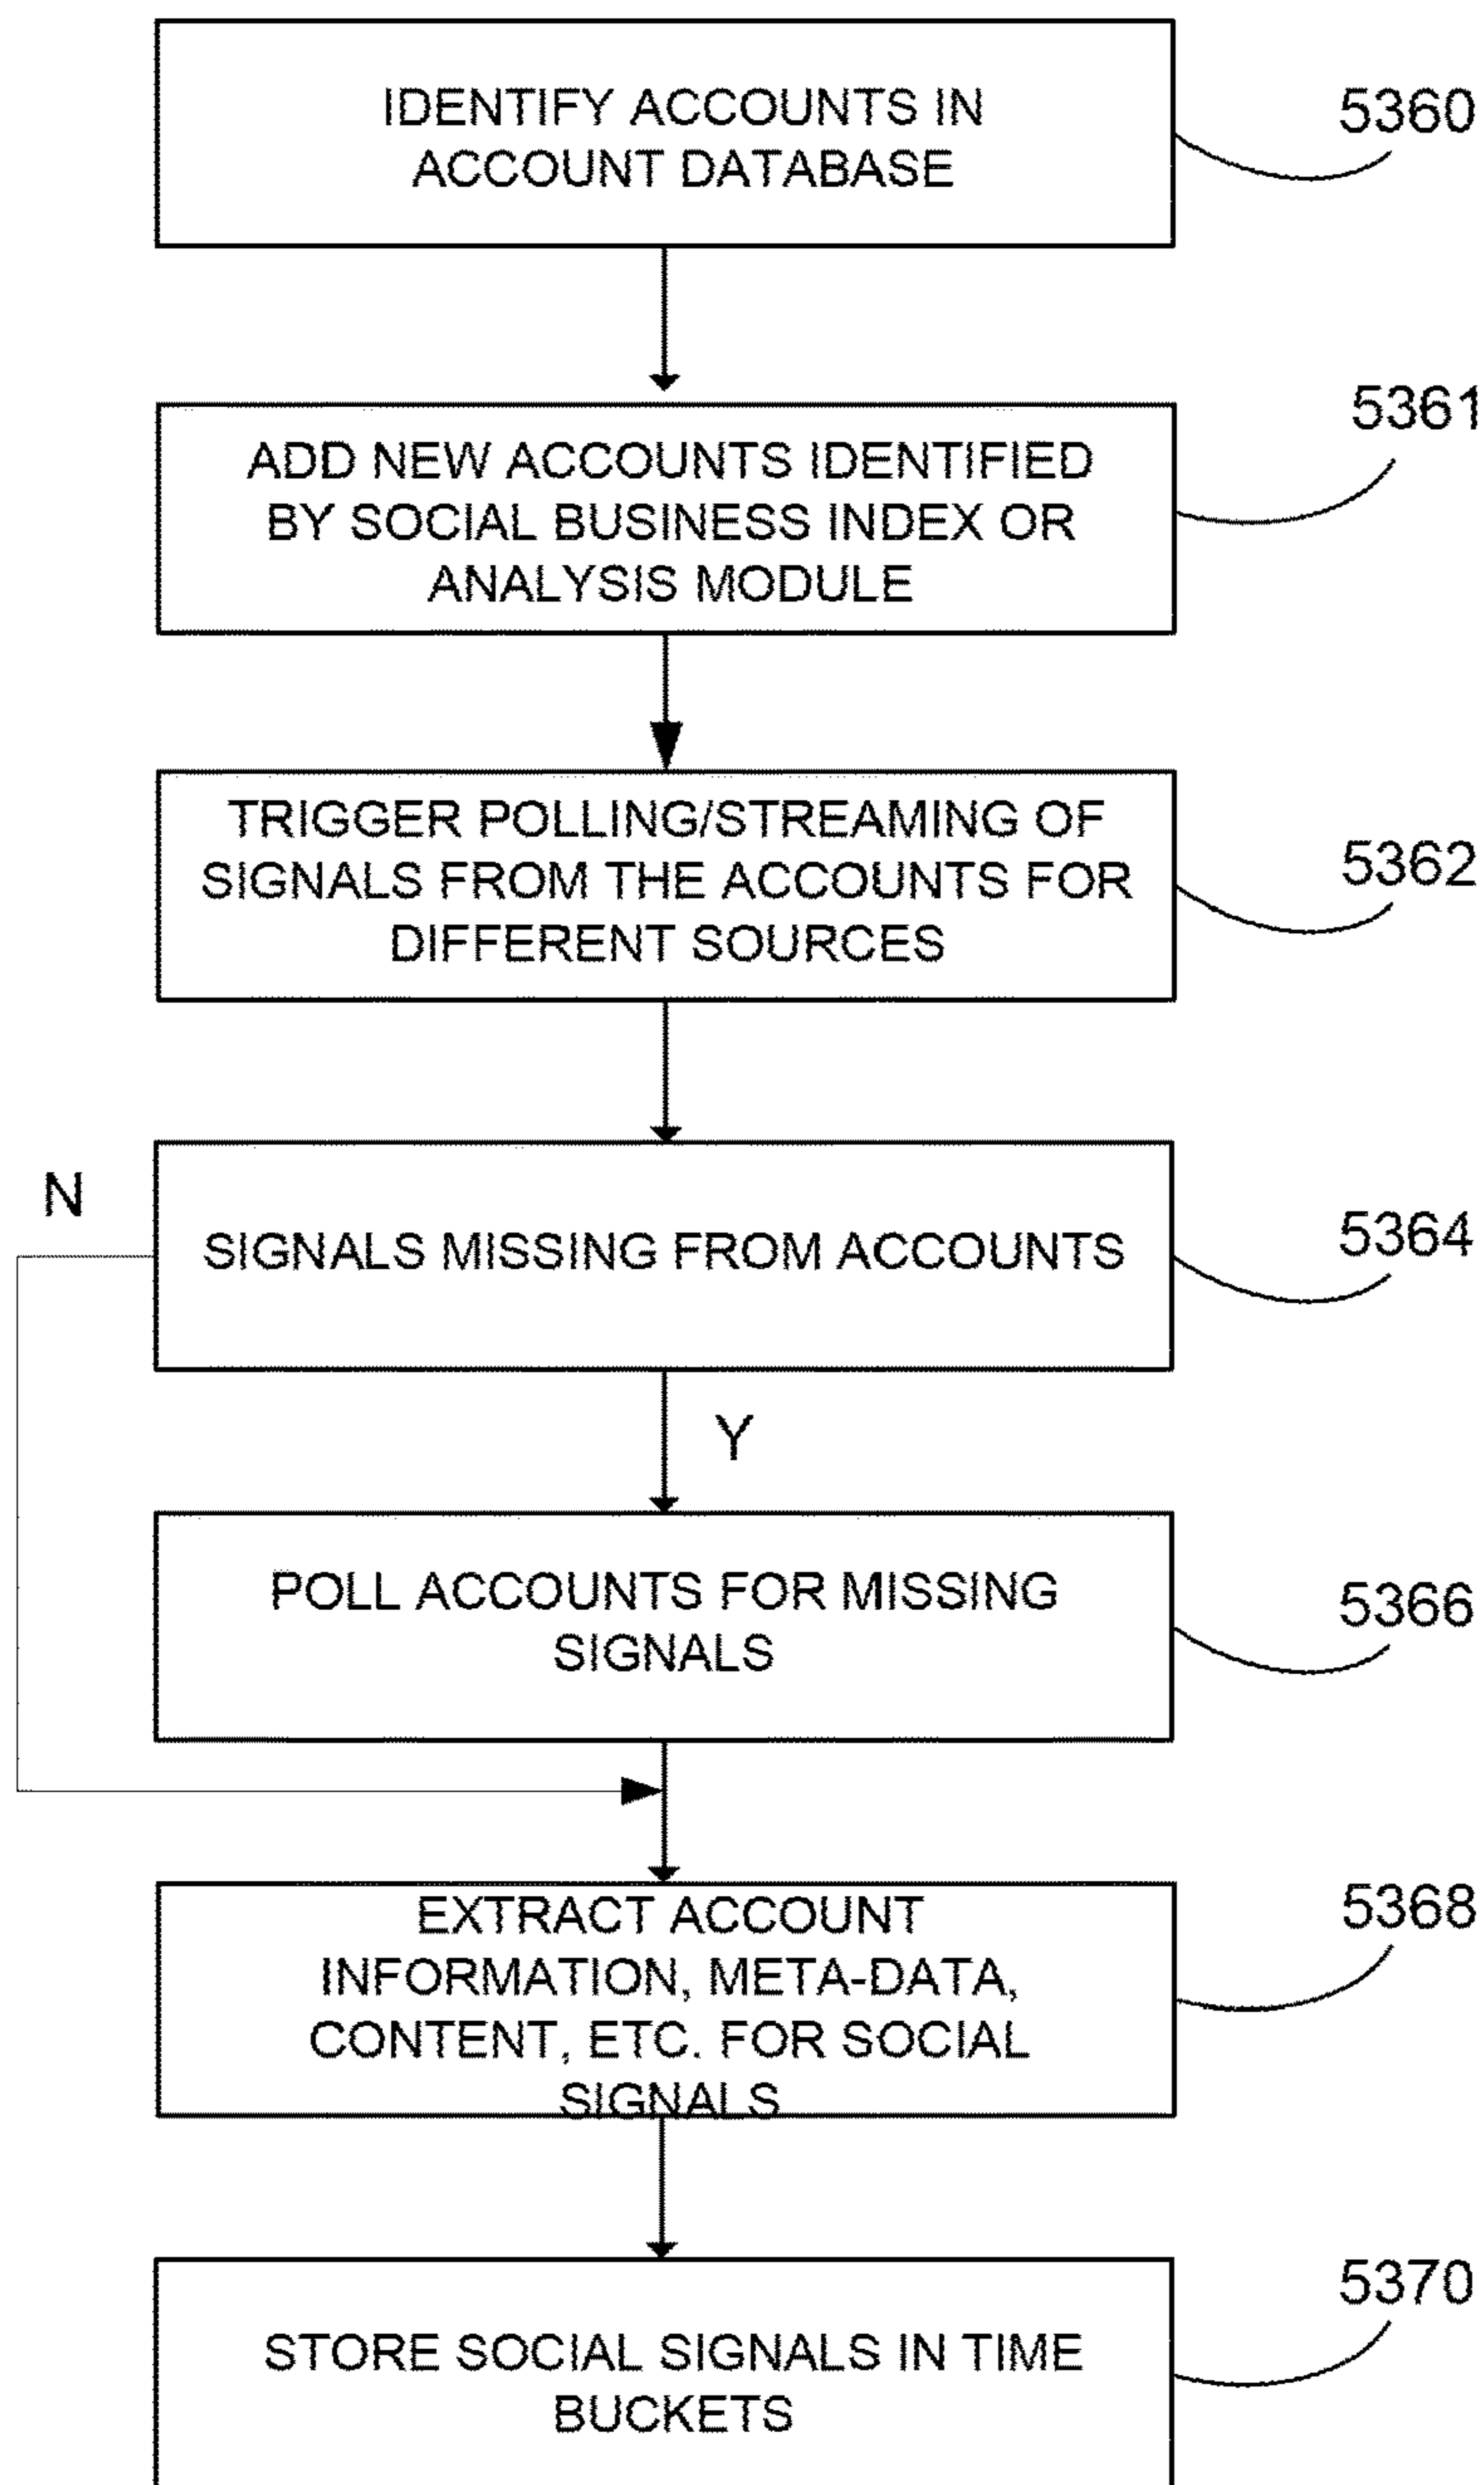 IDENTIFY ACCOUNTS IN
ACCOUNT DATABASE
5360
ADD NEW ACCOUNTS IDENTIFIED
BY SOCIAL BUSINESS INDEX OR
ANALYSIS MODULE
5361
TRIGGER POLLING/STREAMING OF
SIGNALS FROM THE ACCOUNTS FOR
DIFFERENT SOURCES
5362
N
SIGNALS MISSING FROM ACCOUNTS
5364
Y
POLL ACCOUNTS FOR MISSING
SIGNALS
5366
EXTRACT ACCOUNT
INFORMATION, META-DATA,
CONTENT, ETC. FOR SOCIAL
SIGNALS
5368
STORE SOCIAL SIGNALS IN TIME
BUCKETS
5370